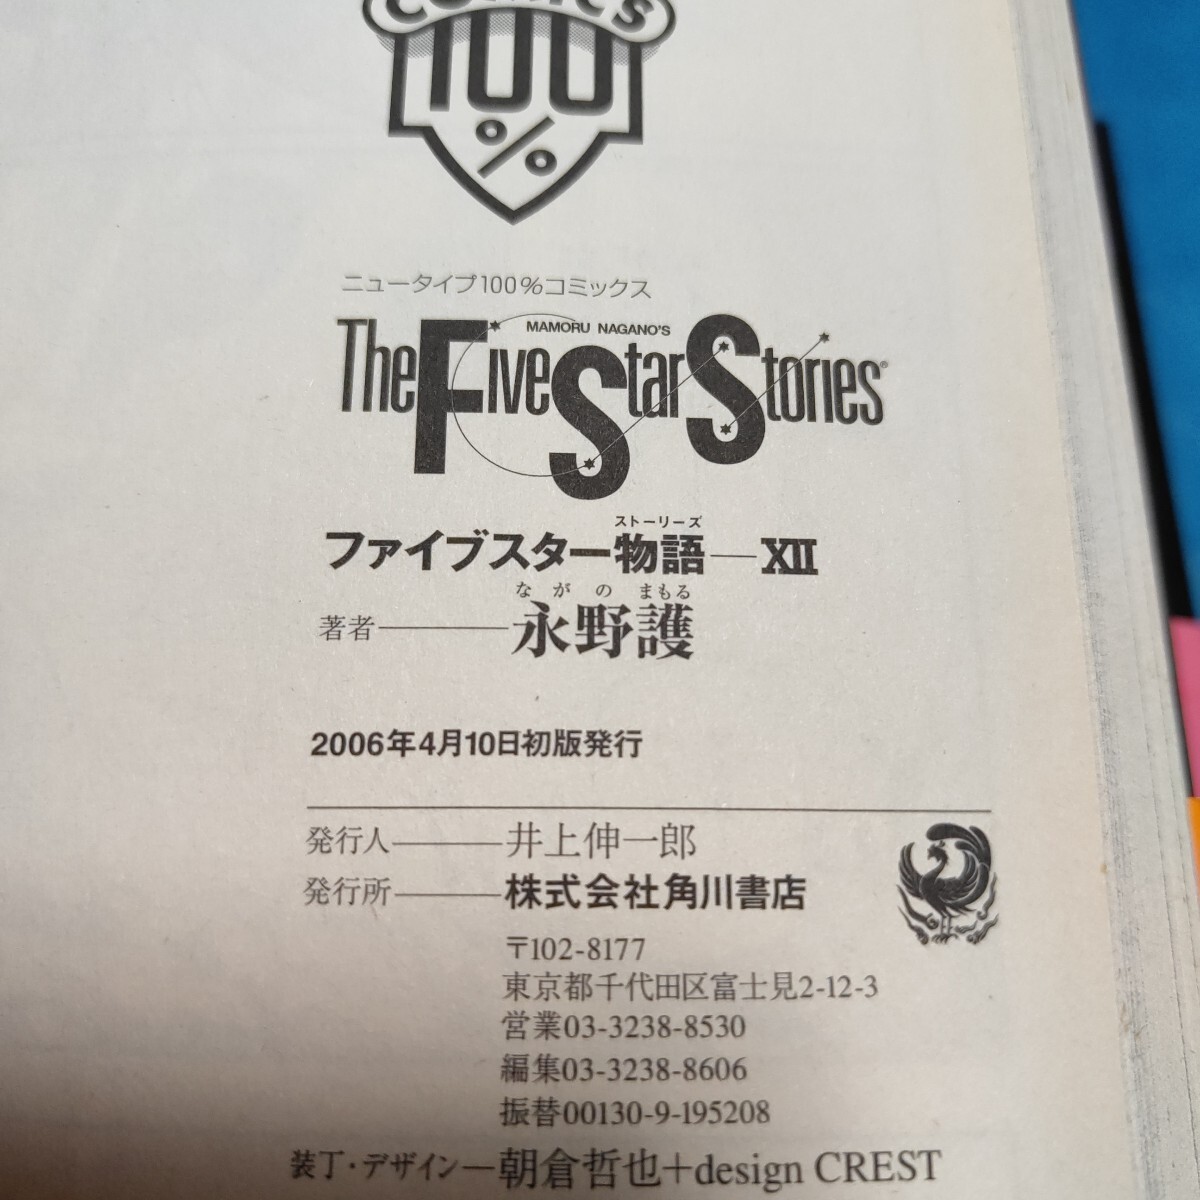 COMICS
100
%
ニュータイプ100%コミックス
MAMORU NAGANO'S
The Five Star Stories®
ストーリーズ
ファイブスター物語—XII
ながの まもる
著者———永野護
2006年4月10日初版発行
発行人———井上伸一郎
発行所———株式会社角川書店
〒102-8177
東京都千代田区富士見2-12-3
営業03-3238-8530
編集03-3238-8606
振替00130-9-195208
装丁・デザイン—朝倉哲也+design CREST